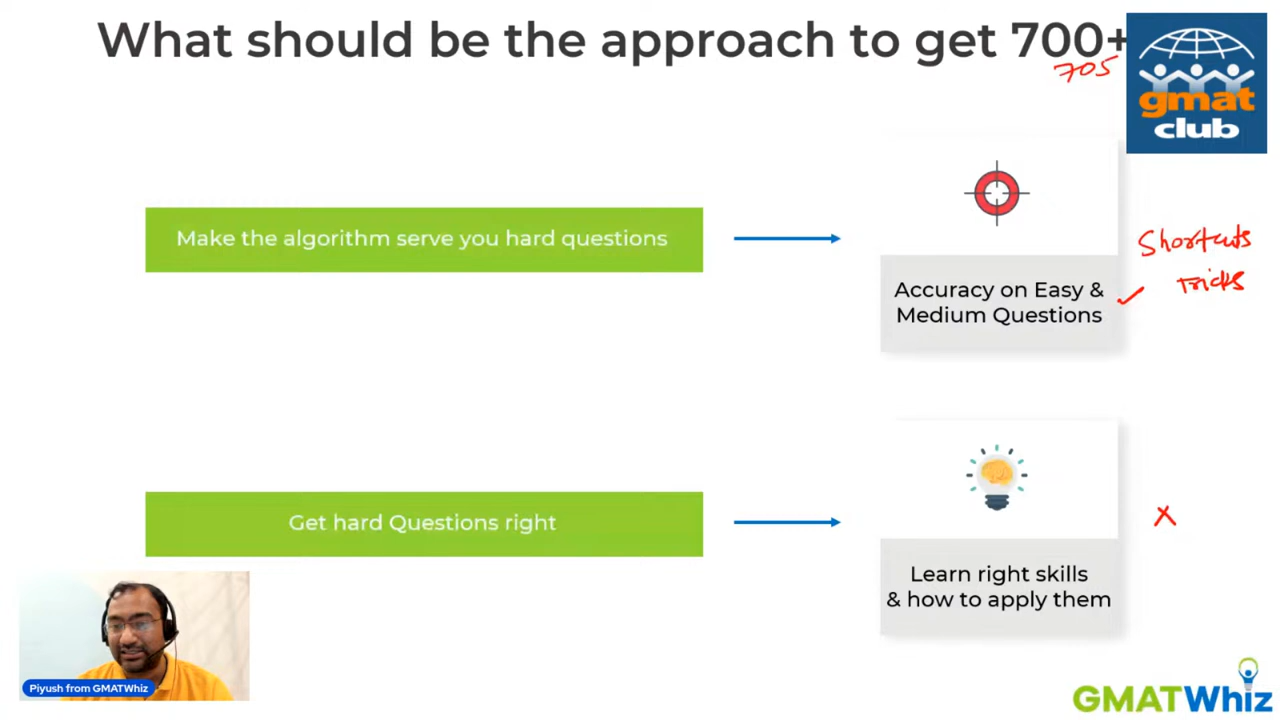 What should be the approach to get 700+
705
gmat
club
Make the algorithm serve you hard questions
Shortcuts
Tricks
Accuracy on Easy &
Medium Questions
Get hard Questions right
X
Learn right skills
& how to apply them
Piyush from GMATWhiz
GMATWhiz